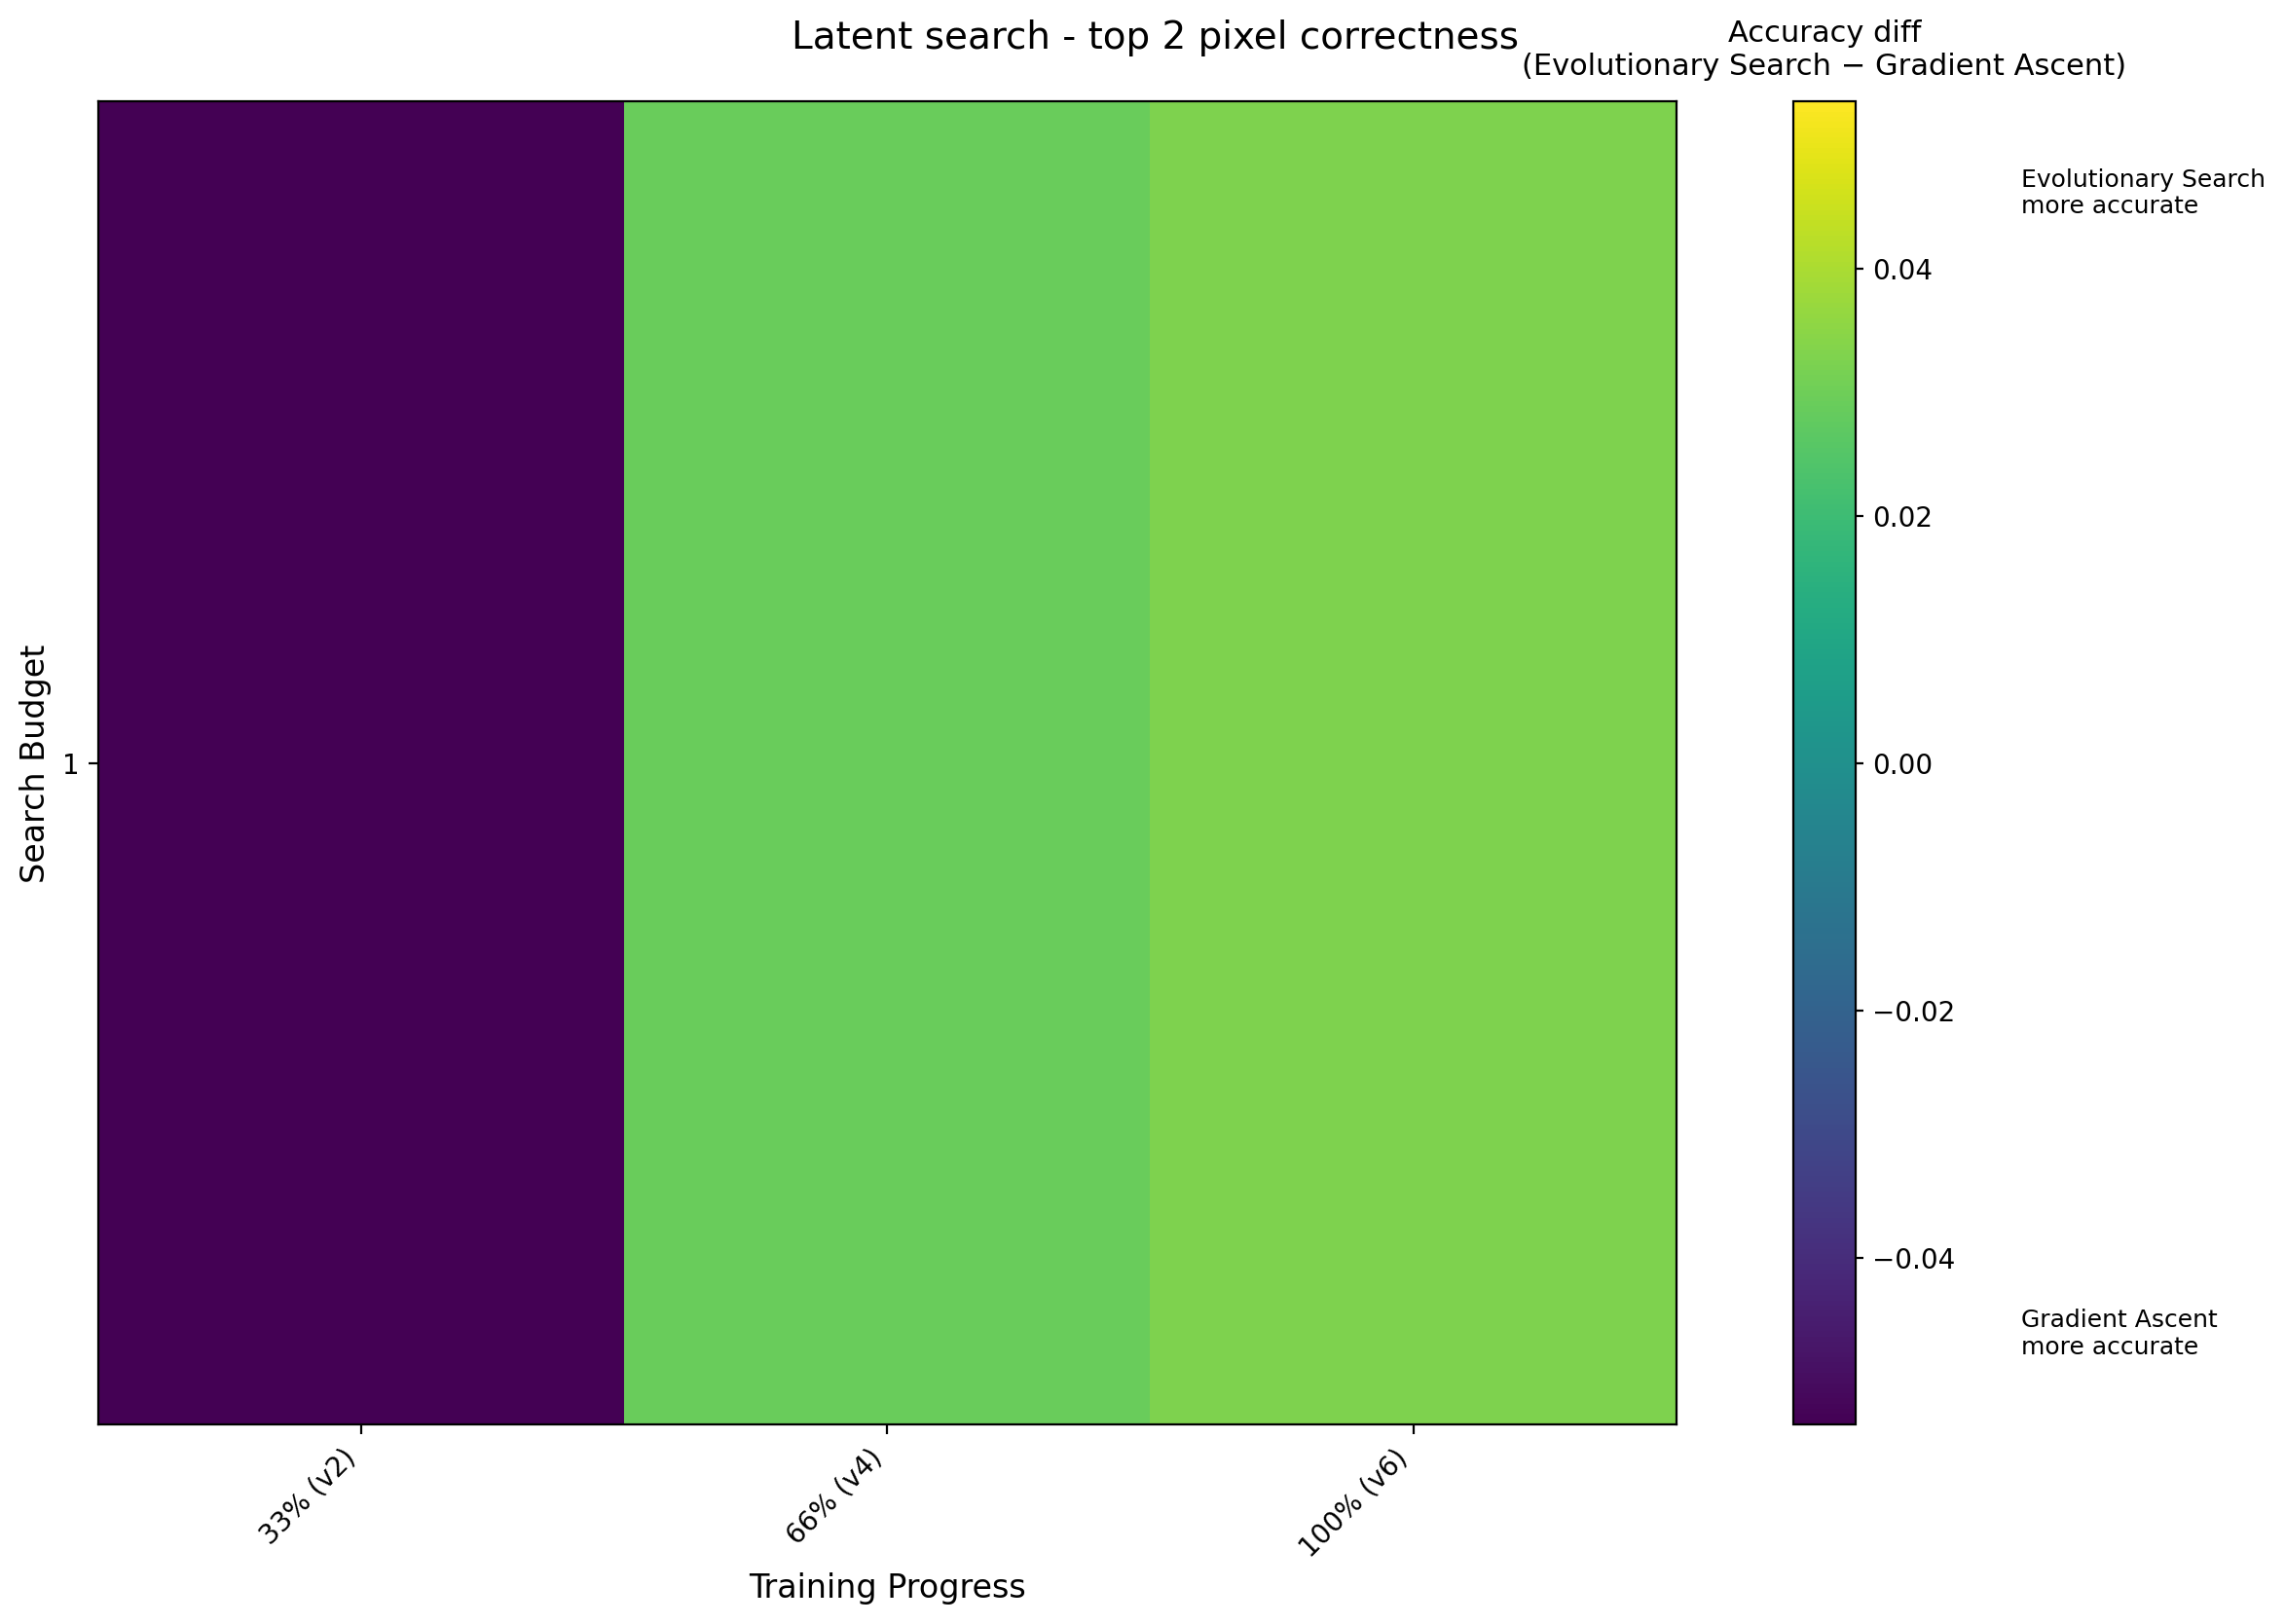 Latent search - top 2 pixel correctness
Accuracy diff
(Evolutionary Search − Gradient Ascent)
Evolutionary Search
more accurate
0.04
0.02
0.00
−0.02
−0.04
Gradient Ascent
more accurate
Search Budget
1
33% (v2)
66% (v4)
100% (v6)
Training Progress